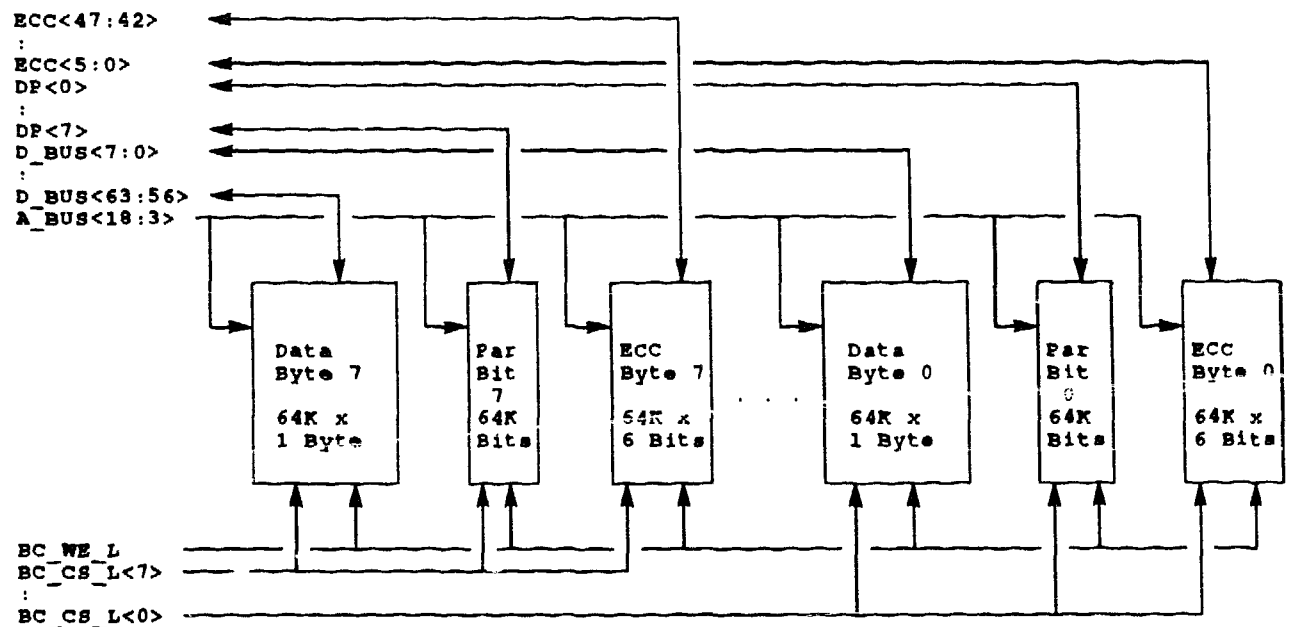 ECC<47:42>
:
ECC<5:0>
DP<0>
:
DP<7>
D_BUS<7:0>
:
D_BUS<63:56>
A_BUS<18:3>
Data
Byte 7
64K x
1 Byte
Par
Bit
7
64K
Bits
ECC
Byte 7
64K x
6 Bits
. . . .
Data
Byte 0
64K x
1 Byte
Par
Bit
0
64K
Bits
ECC
Byte 0
64K x
6 Bits
BC_WE_L
BC_CS_L<7>
:
BC_CS_L<0>